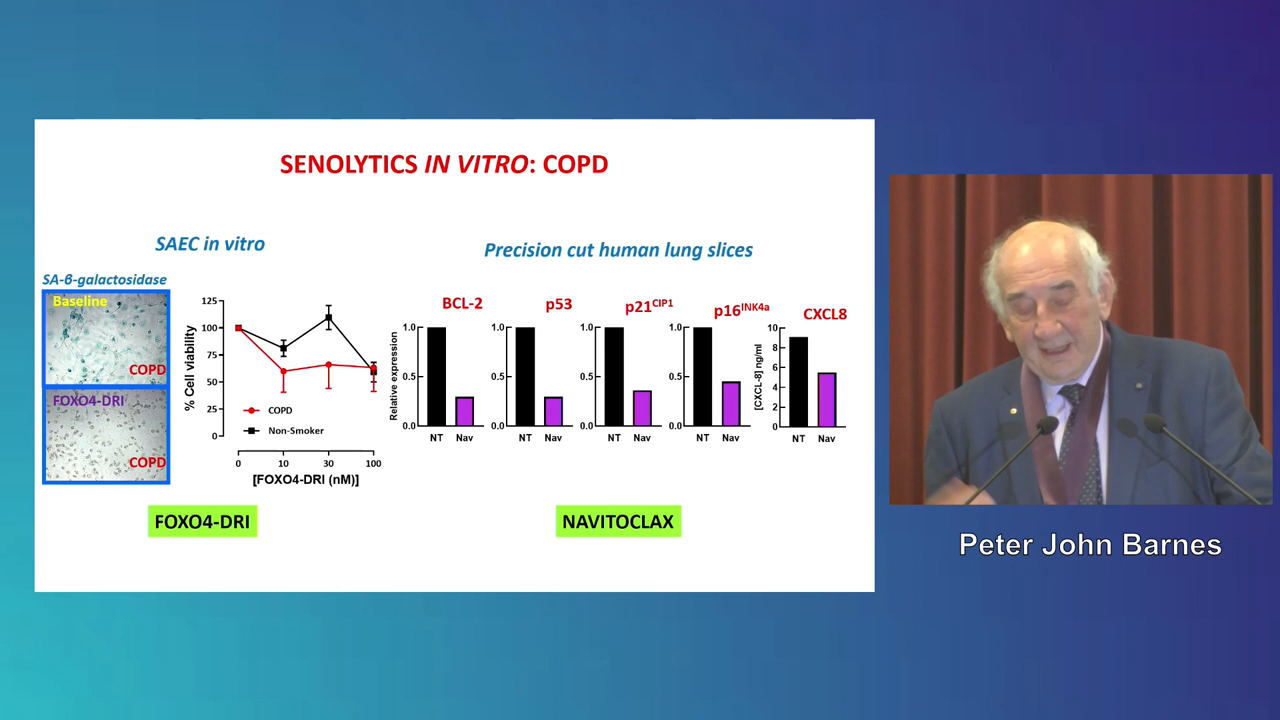 SENOLYTICS IN VITRO: COPD
SAEC in vitro
SA-β-galactosidase
Baseline
COPD
FOXO4-DRI
COPD
% Cell viability
125
100
75
50
25
0
COPD
Non-Smoker
0 10 30 100
[FOXO4-DRI (nM)]
FOXO4-DRI
Precision cut human lung slices
BCL-2
Relative expression
1.0
0.5
0.0
NT Nav
p53
1.0
0.5
0.0
NT Nav
p21CIP1
1.0
0.5
0.0
NT Nav
p16INK4a
1.0
0.5
0.0
NT Nav
CXCL8
[CXCL-8] ng/ml
10
8
6
4
2
0
NT Nav
NAVITOCLAX
Peter John Barnes